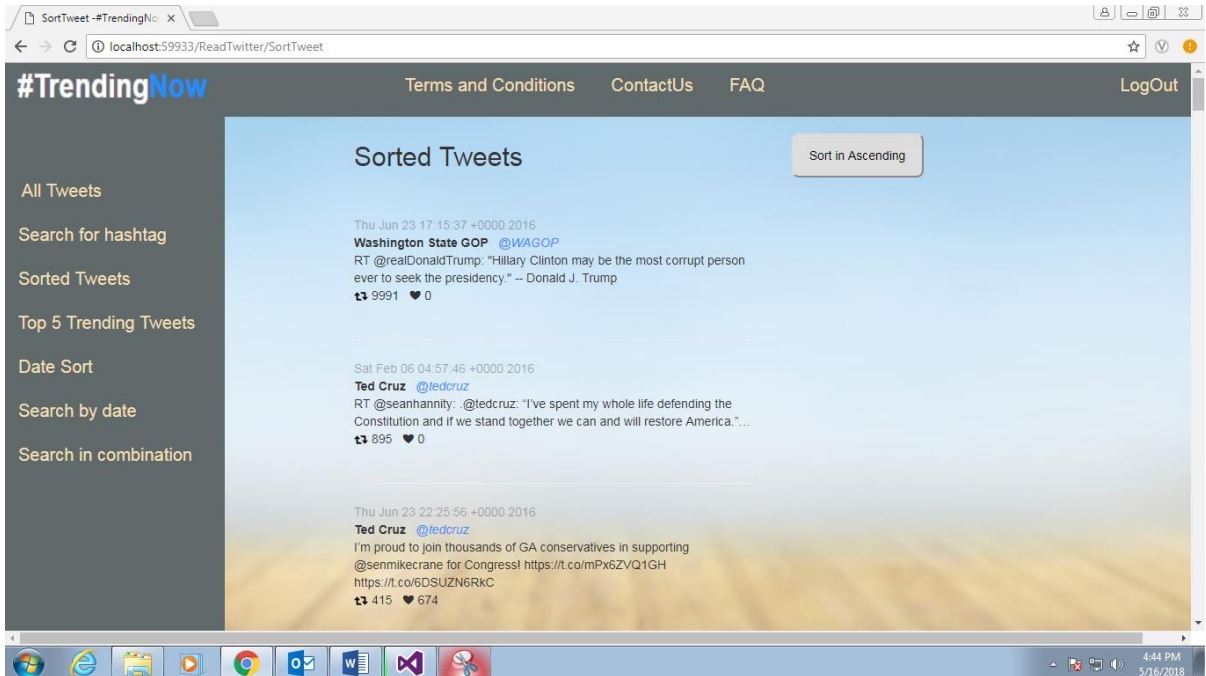 SortTweet -#TrendingNo
localhost:59933/ReadTwitter/SortTweet
#TrendingNow
Terms and Conditions
ContactUs
FAQ
LogOut
All Tweets
Search for hashtag
Sorted Tweets
Top 5 Trending Tweets
Date Sort
Search by date
Search in combination
Sorted Tweets
Sort in Ascending
Thu Jun 23 17:15:37 +0000 2016
Washington State GOP @WAGOP
RT @realDonaldTrump: "Hillary Clinton may be the most corrupt person
ever to seek the presidency." -- Donald J. Trump
9991 0
Sat Feb 06 04:57:46 +0000 2016
Ted Cruz @tedcruz
RT @seanhannity: .@tedcruz: “I’ve spent my whole life defending the
Constitution and if we stand together we can and will restore America.”…
895 0
Thu Jun 23 22:25:56 +0000 2016
Ted Cruz @tedcruz
I’m proud to join thousands of GA conservatives in supporting
@senmikecrane for Congress! https://t.co/mPx6ZVQ1GH
https://t.co/6DSUZN6RkC
415 674
4:44 PM
5/16/2018